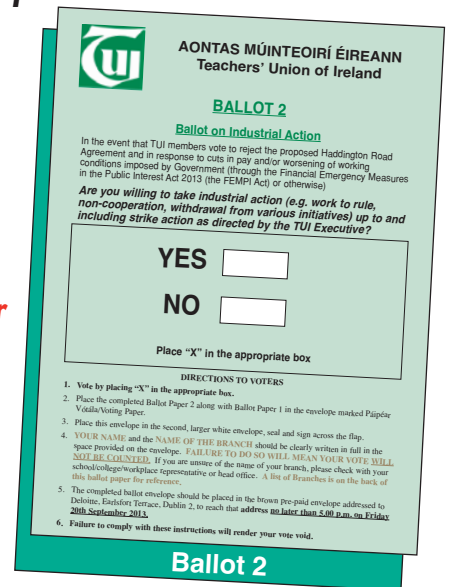 TUI
AONTAS MÚINTEOIRÍ ÉIREANN
Teachers' Union of Ireland
BALLOT 2
Ballot on Industrial Action
In the event that TUI members vote to reject the proposed Haddington Road
Agreement and in response to cuts in pay and/or worsening of working
conditions imposed by Government (through the Financial Emergency Measures
in the Public Interest Act 2013 (the FEMPI Act) or otherwise)
Are you willing to take industrial action (e.g. work to rule,
non-cooperation, withdrawal from various initiatives) up to and
including strike action as directed by the TUI Executive?
YES
NO
Place “X” in the appropriate box
DIRECTIONS TO VOTERS
1. Vote by placing “X” in the appropriate box.
2. Place the completed Ballot Paper 2 along with Ballot Paper 1 in the envelope marked Páipéar
Vótála/Voting Paper.
3. Place this envelope in the second, larger white envelope, seal and sign across the flap.
4. YOUR NAME and the NAME OF THE BRANCH should be clearly written in full in the
space provided on the envelope. FAILURE TO DO SO WILL MEAN YOUR VOTE WILL
NOT BE COUNTED. If you are unsure of the name of your branch, please check with your
school/college/workplace representative or head office. A list of Branches is on the back of
this ballot paper for reference.
5. The completed ballot envelope should be placed in the brown pre-paid envelope addressed to
Deloitte, Earlsfort Terrace, Dublin 2, to reach that address no later than 5.00 p.m. on Friday
20th September 2013.
6. Failure to comply with these instructions will render your vote void.
Ballot 2